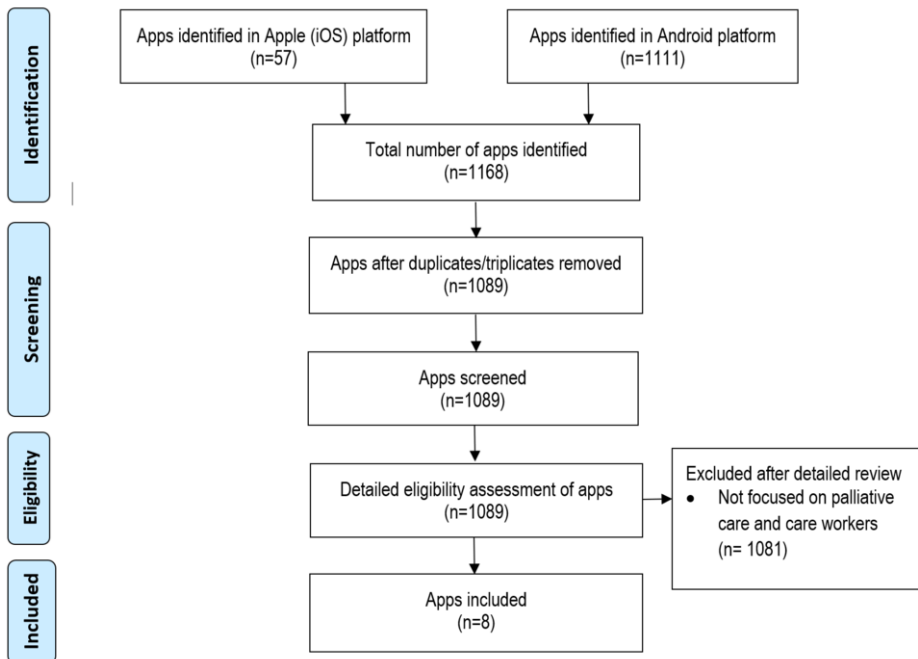 Identification
Apps identified in Apple (iOS) platform
(n=57)
Apps identified in Android platform
(n=1111)
Total number of apps identified
(n=1168)
Screening
Apps after duplicates/triplicates removed
(n=1089)
Apps screened
(n=1089)
Eligibility
Detailed eligibility assessment of apps
(n=1089)
Excluded after detailed review
• Not focused on palliative
care and care workers
(n= 1081)
Included
Apps included
(n=8)